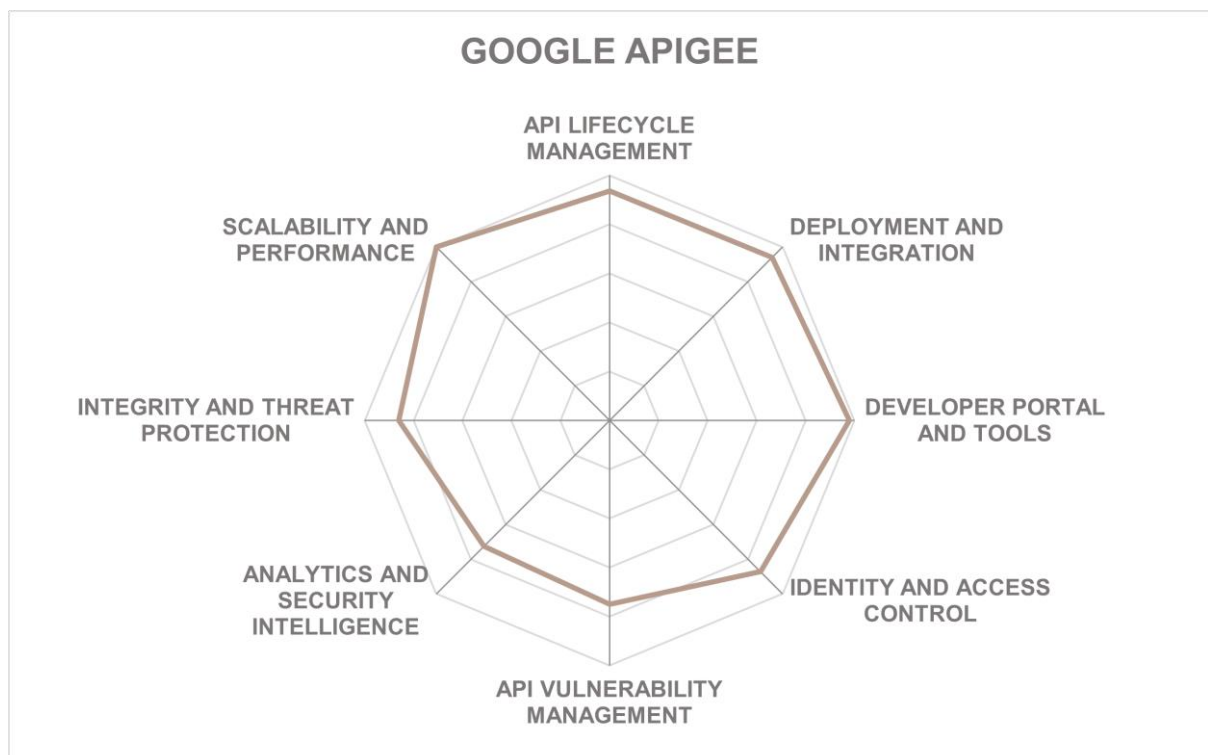 GOOGLE APIGEE
API LIFECYCLE
MANAGEMENT
DEPLOYMENT AND
INTEGRATION
DEVELOPER PORTAL
AND TOOLS
IDENTITY AND ACCESS
CONTROL
API VULNERABILITY
MANAGEMENT
ANALYTICS AND
SECURITY
INTELLIGENCE
INTEGRITY AND THREAT
PROTECTION
SCALABILITY AND
PERFORMANCE